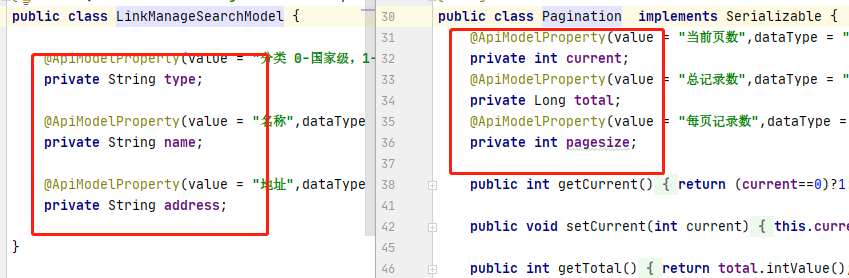 public class LinkManageSearchModel {
@ApiModelProperty(value = "分类 0-国家级，1-
private String type;
@ApiModelProperty(value = "名称",dataType
private String name;
@ApiModelProperty(value = "地址",dataType
private String address;
}
30 public class Pagination implements Serializable {
31 @ApiModelProperty(value = "当前页数",dataType = "
32 private int current;
33 @ApiModelProperty(value = "总记录数",dataType = "
34 private Long total;
35 @ApiModelProperty(value = "每页记录数",dataType =
36 private int pagesize;
37
38 public int getCurrent() { return (current==0)?1
41
42 public void setCurrent(int current) { this.curre
45
46 public int getTotal() { return total.intValue();